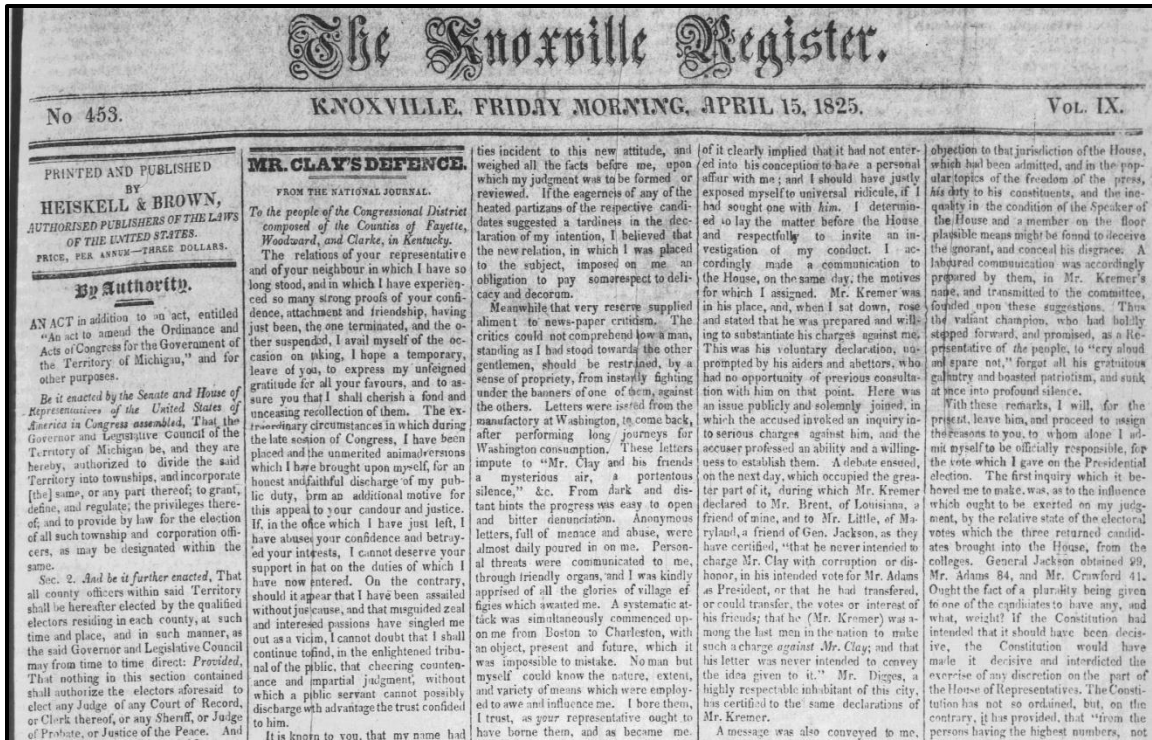 The Knoxville Register.
No 453.
KNOXVILLE, FRIDAY MORNING, APRIL 15, 1825.
VOL. IX.
PRINTED AND PUBLISHED
BY
HEISKELL & BROWN,
AUTHORISED PUBLISHERS OF THE LAWS
OF THE UNITED STATES.
PRICE, PER ANNUM—THREE DOLLARS.
By Authority.
AN ACT in addition to an act, entitled
"An act to amend the Ordinance and
Acts of Congress for the Government of
the Territory of Michigan," and for
other purposes.
Be it enacted by the Senate and House of
Representatives of the United States of
America in Congress assembled, That the
Governor and Legislative Council of the
Territory of Michigan be, and they are
hereby, authorized to divide the said
Territory into townships, and incorporate
[the] same, or any part thereof; to grant,
define, and regulate; the privileges there-
of; and to provide by law for the election
of all such township and corporation offi-
cers, as may be designated within the
same.
Sec. 2. And be it further enacted, That
all county officers within said Territory
shall be hereafter elected by the qualified
electors residing in each county, at such
time and place, and in such manner, as
the said Governor and Legislative Council
may from time to time direct: Provided,
That nothing in this section contained
shall authorize the electors aforesaid to
elect any Judge of any Court of Record,
or Clerk thereof, or any Sheriff, or Judge
of Probate, or Justice of the Peace. And
MR. CLAY'S DEFENCE.
FROM THE NATIONAL JOURNAL.
To the people of the Congressional District
composed of the Counties of Fayette,
Woodward, and Clarke, in Kentucky.
The relations of your representative
and of your neighbour in which I have so
long stood, and in which I have experien-
ced so many strong proofs of your confi-
dence, attachment and friendship, having
just been, the one terminated, and the o-
ther suspended, I avail myself of the oc-
casion on taking, I hope a temporary,
leave of you, to express my unfeigned
gratitude for all your favours, and to as-
sure you that I shall cherish a fond and
unceasing recollection of them. The ex-
traordinary circumstances in which during
the late session of Congress, I have been
placed and the unmerited animadversions
which I have brought upon myself, for an
honest and faithful discharge of my pub-
lic duty, form an additional motive for
this appeal to your candour and justice.
If, in the office which I have just left, I
have abused your confidence and betray-
ed your interests, I cannot deserve your
support in that on the duties of which I
have now entered. On the contrary,
should it appear that I have been assailed
without just cause, and that misguided zeal
and interested passions have singled me
out as a victim, I cannot doubt that I shall
continue to find, in the enlightened tribu-
nal of the public, that cheering counten-
ance and impartial judgment, without
which a public servant cannot possibly
discharge with advantage the trust confided
to him.
It is known to you, that my name had
ties incident to this new attitude, and
weighed all the facts before me, upon
which my judgment was to be formed or
reviewed. If the eagerness of any of the
heated partizans of the respective candi-
dates suggested a tardiness in the dec-
laration of my intention, I believed that
the new relation, in which I was placed
to the subject, imposed on me an
obligation to pay some respect to deli-
cacy and decorum.
Meanwhile that very reserve supplied
aliment to news-paper critism. The
critics could not comprehend how a man,
standing as I had stood towards the other
gentlemen, should be restrained, by a
sense of propriety, from instantly fighting
under the banners of one of them, against
the others. Letters were issued from the
manufactory at Washington, to come back,
after performing long journeys for
Washington consumption. These letters
impute to "Mr. Clay and his friends
a mysterious air, a portentous
silence," &c. From dark and dis-
tant hints the progress was easy to open
and bitter denunciation. Anonymous
letters, full of menace and abuse, were
almost daily poured in on me. Person-
al threats were communicated to me,
through friendly organs, and I was kindly
apprised of all the glories of village ef
figies which awaited me. A systematic at-
tack was simultaneously commenced up-
on me from Boston to Charleston, with
an object, present and future, which it
was impossible to mistake. No man but
myself could know the nature, extent,
and variety of means which were employ-
ed to awe and influence me. I bore them,
I trust, as your representative ought to
have borne them, and as became me.
of it clearly implied that it had not enter-
ed into his conception to have a personal
affair with me; and I should have justly
exposed myself to universal ridicule, if I
had sought one with him. I determin-
ed to lay the matter before the House
and respectfully to invite an in-
vestigation of my conduct. I ac-
cordingly made a communication to
the House, on the same day, the motives
for which I assigned. Mr. Kremer was
in his place, and, when I sat down, rose
and stated that he was prepared and will-
ing to substantiate his charges against me.
This was his voluntary declaration, un-
prompted by his aiders and abettors, who
had no opportunity of previous consulta-
tion with him on that point. Here was
an issue publicly and solemnly joined, in
which the accused invoked an inquiry in-
to serious charges against him, and the
accuser professed an ability and a willing-
ness to establish them. A debate ensued,
on the next day, which occupied the grea-
ter part of it, during which Mr. Kremer
declared to Mr. Brent, of Louisiana, a
friend of mine, and to Mr. Little, of Ma-
ryland, a friend of Gen. Jackson, as they
have certified, "that he never intended to
charge Mr. Clay with corruption or dis-
honor, in his intended vote for Mr. Adams
as President, or that he had transferred,
or could transfer, the votes or interest of
his friends; that he (Mr. Kremer) was a-
mong the last men in the nation to make
such a charge against Mr. Clay; and that
his letter was never intended to convey
the idea given to it." Mr. Digges, a
highly respectable inhabitant of this city,
has certified to the same declarations of
Mr. Kremer.
A message was also conveyed to me,
objection to that jurisdiction of the House,
which had been admitted, and in the pop-
ular topics of the freedom of the press,
his duty to his constituents, and the ine-
quality in the condition of the Speaker of
the House and a member on the floor
plausible means might be found to deceive
the ignorant, and conceal his disgrace. A
laboured communication was accordingly
prepared by them, in Mr. Kremer's
name, and transmitted to the committee,
founded upon these suggestions. Thus
the valiant champion, who had boldly
stepped forward, and promised, as a Re-
presentative of the people, to "cry aloud
and spare not," forgot all his gratuitous
galantry and boasted patriotism, and sunk
at once into profound silence.
With these remarks, I will, for the
present, leave him, and proceed to assign
the reasons to you, to whom alone I ad-
mit myself to be officially responsible, for
the vote which I gave on the Presidential
election. The first inquiry which it be-
hoved me to make, was, as to the influence
which ought to be exerted on my judg-
ment, by the relative state of the electoral
votes which the three returned candid-
ates brought into the House, from the
colleges. General Jackson obtained 99,
Mr. Adams 84, and Mr. Crawford 41.
Ought the fact of a plurality being given
to one of the candidates to have any, and
what, weight? If the Constitution had
intended that it should have been decis-
ive, the Constitution would have
made it decisive and interdicted the
exercise of any discretion on the part of
the House of Representatives. The Consti-
tution has not so ordained, but, on the
contrary, it has provided, that "from the
persons having the highest numbers, not